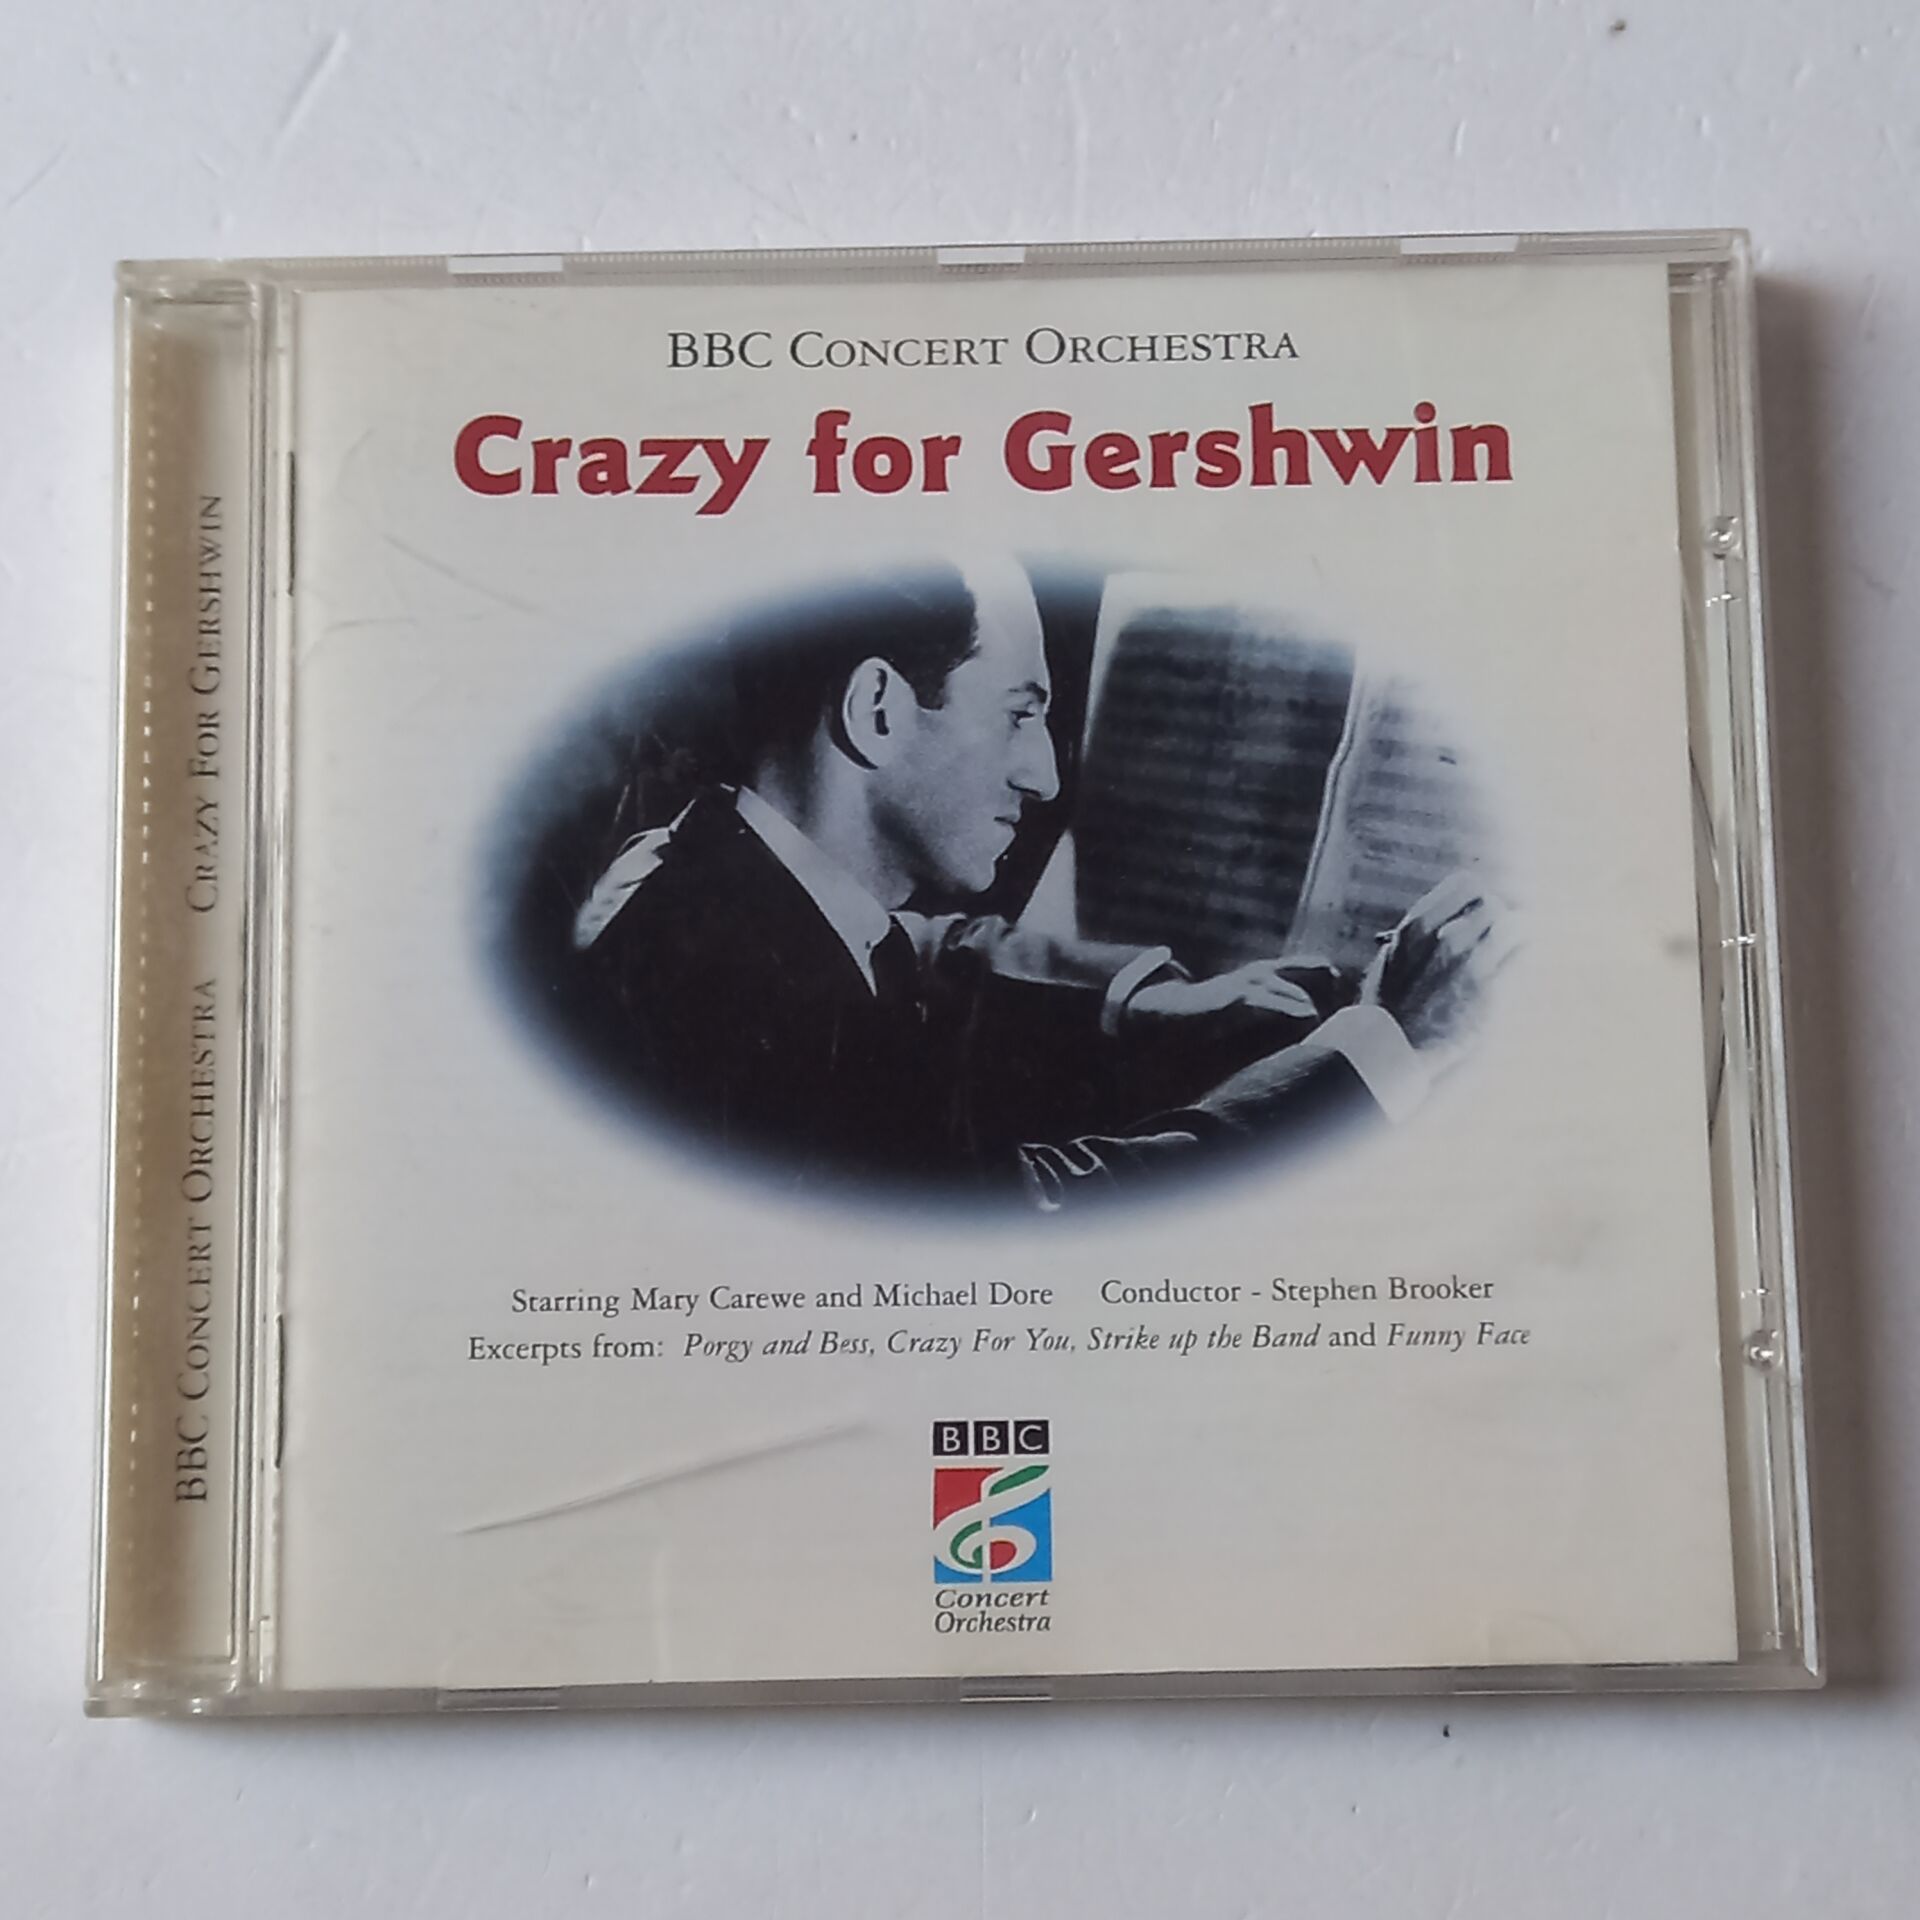 BBC CONCERT ORCHESTRA
Crazy for Gershwin
Starring Mary Carewe and Michael Dore Conductor - Stephen Brooker
Excerpts from: Porgy and Bess, Crazy For You, Strike up the Band and Funny Face
BBC
Concert
Orchestra
BBC CONCERT ORCHESTRA CRAZY FOR GERSHWIN